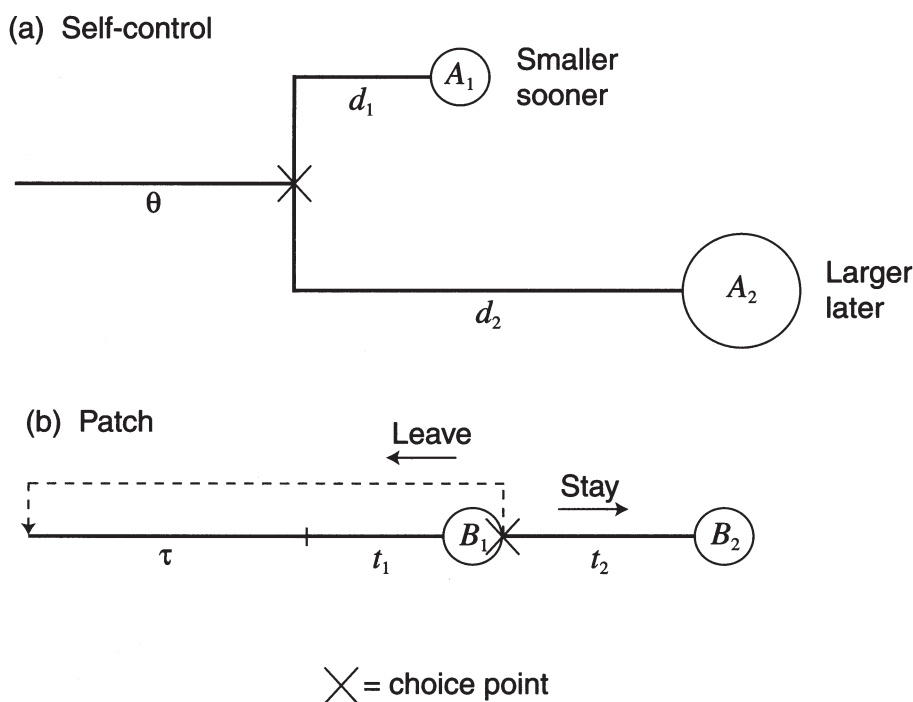 (a) Self-control
A₁
Smaller
sooner
d₁
θ
A₂
Larger
later
d₂
(b) Patch
Leave
Stay
B₁
B₂
τ
t₁
t₂
= choice point